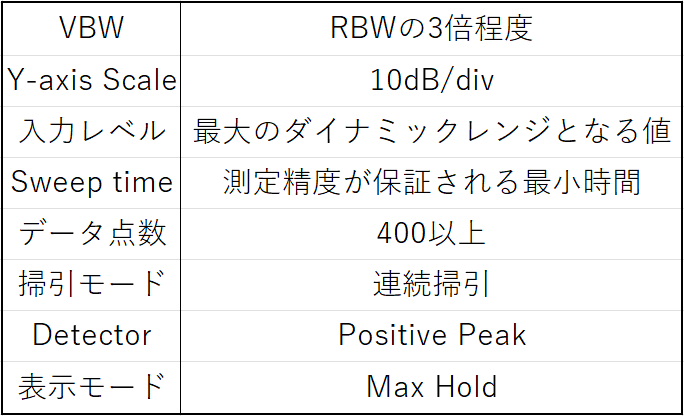 VBW RBWの3倍程度
Y-axis Scale 10dB/div
入力レベル 最大のダイナミックレンジとなる値
Sweep time 測定精度が保証される最小時間
データ点数 400以上
掃引モード 連続掃引
Detector Positive Peak
表示モード Max Hold